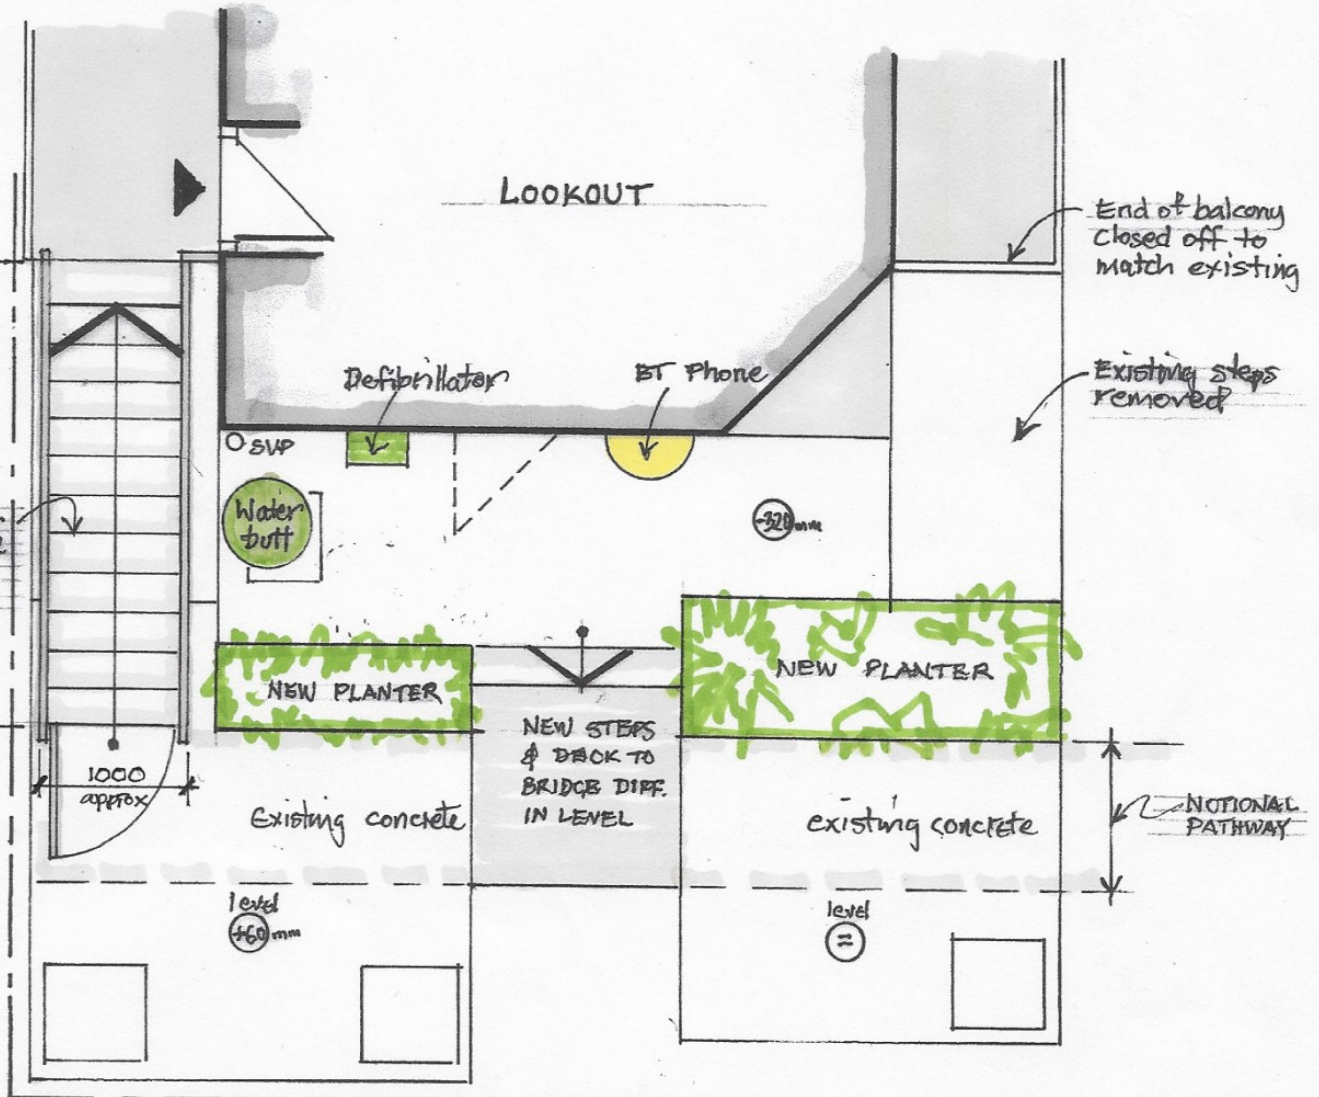 LOOKOUT
End of balcony
closed off to
match existing
Defibrillator
BT Phone
Existing steps
removed
SVP
Water
butt
-320mm
NEW PLANTER
NEW PLANTER
NEW STEPS
& DECK TO
BRIDGE DIFF.
IN LEVEL
1000
approx
Existing concrete
existing concrete
NOTIONAL
PATHWAY
level
+60mm
level
=